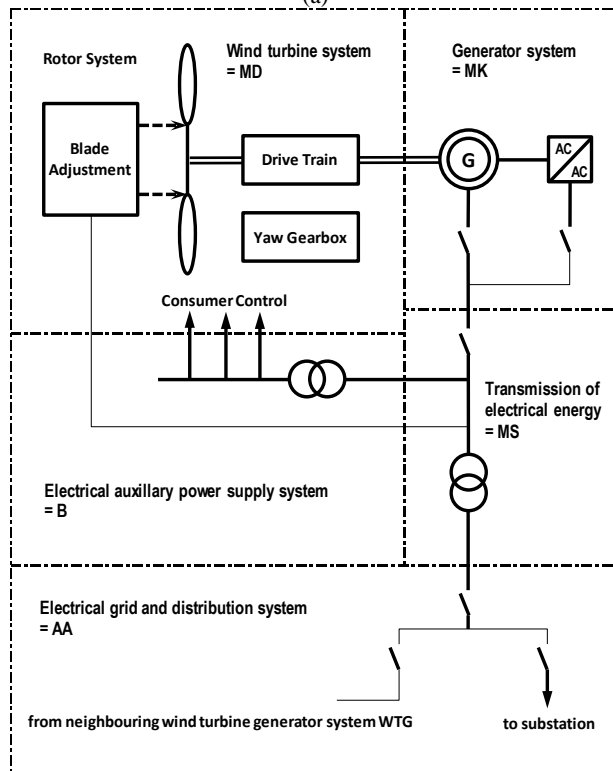 (a)
Rotor System
Wind turbine system
= MD
Generator system
= MK
Blade
Adjustment
Drive Train
G
AC
AC
Yaw Gearbox
Consumer Control
Transmission of
electrical energy
= MS
Electrical auxillary power supply system
= B
Electrical grid and distribution system
= AA
from neighbouring wind turbine generator system WTG
to substation